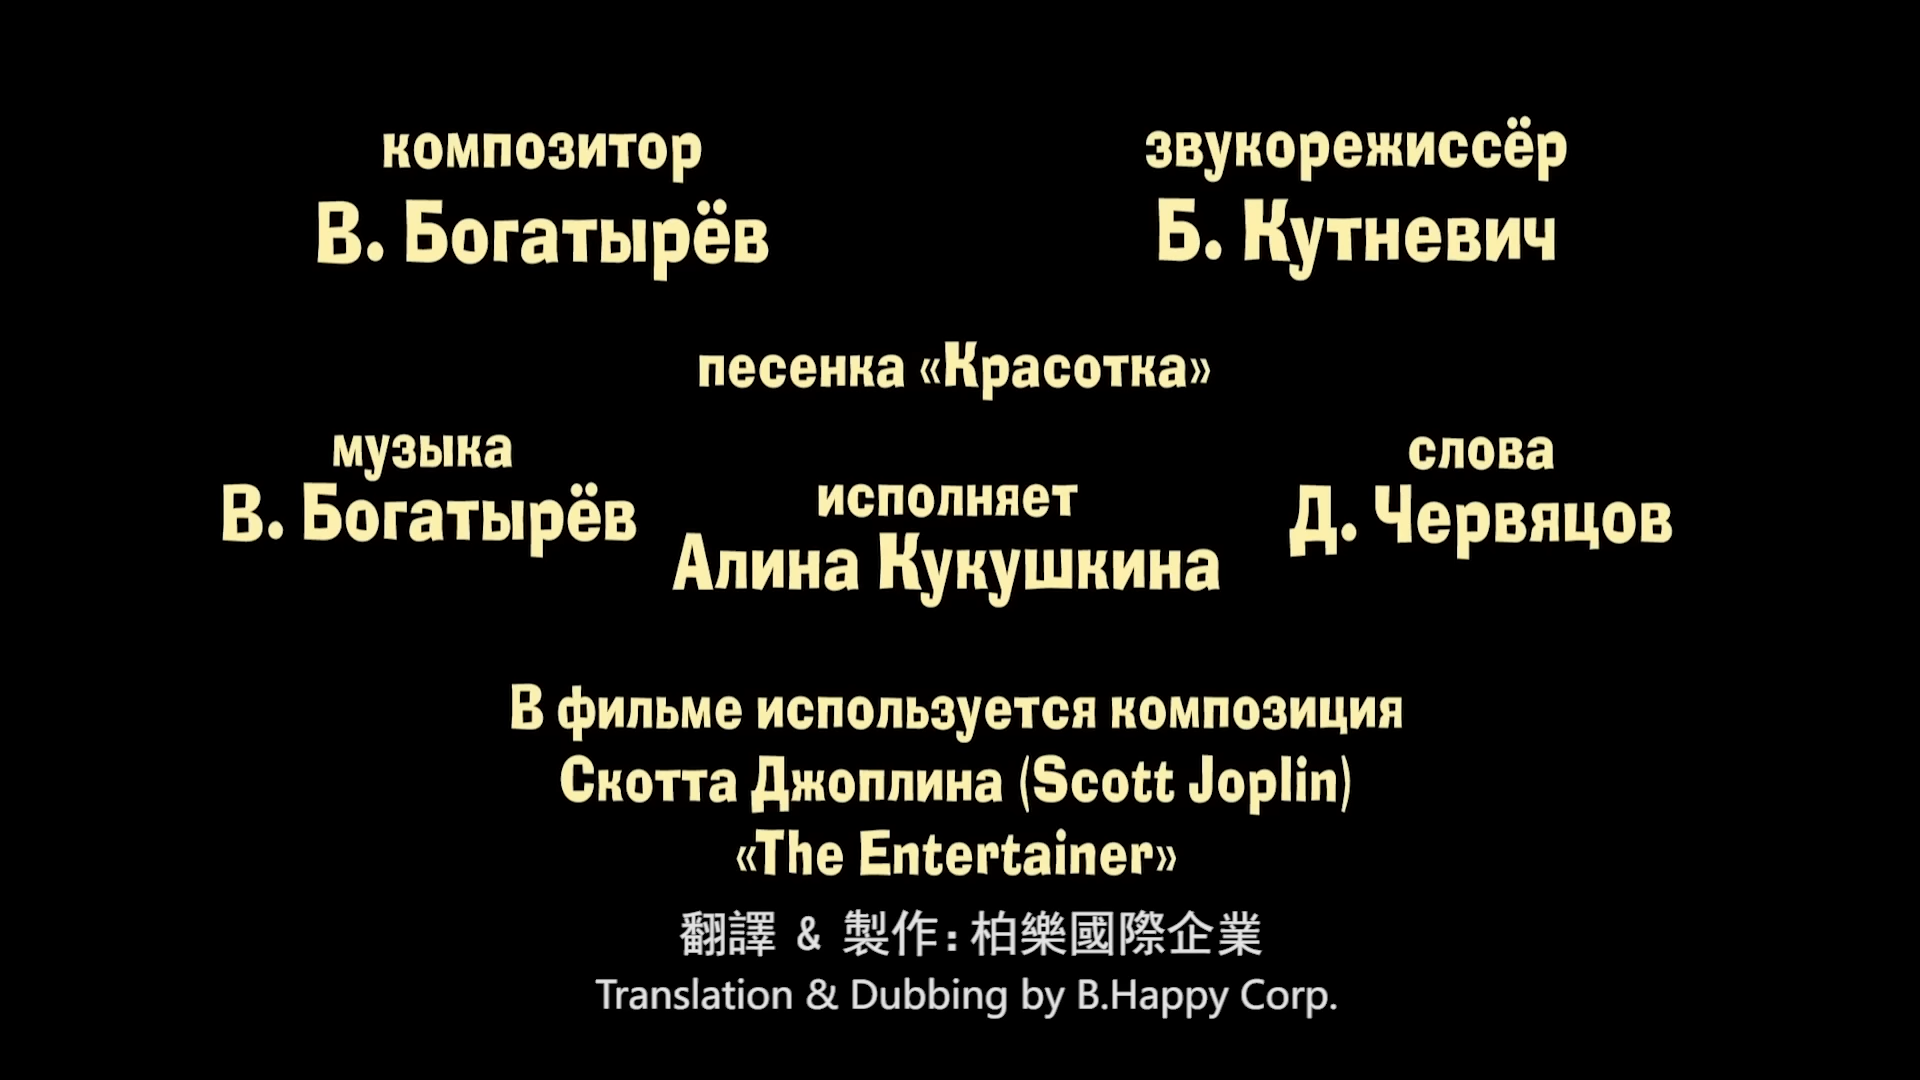 композитор
В. Богатырёв
звукорежиссёр
Б. Кутневич
песенка «Красотка»
музыка
В. Богатырёв
исполняет
Алина Кукушкина
слова
Д. Червяцов
В фильме используется композиция
Скотта Джоплина (Scott Joplin)
«The Entertainer»
翻譯 & 製作: 柏樂國際企業
Translation & Dubbing by B.Happy Corp.